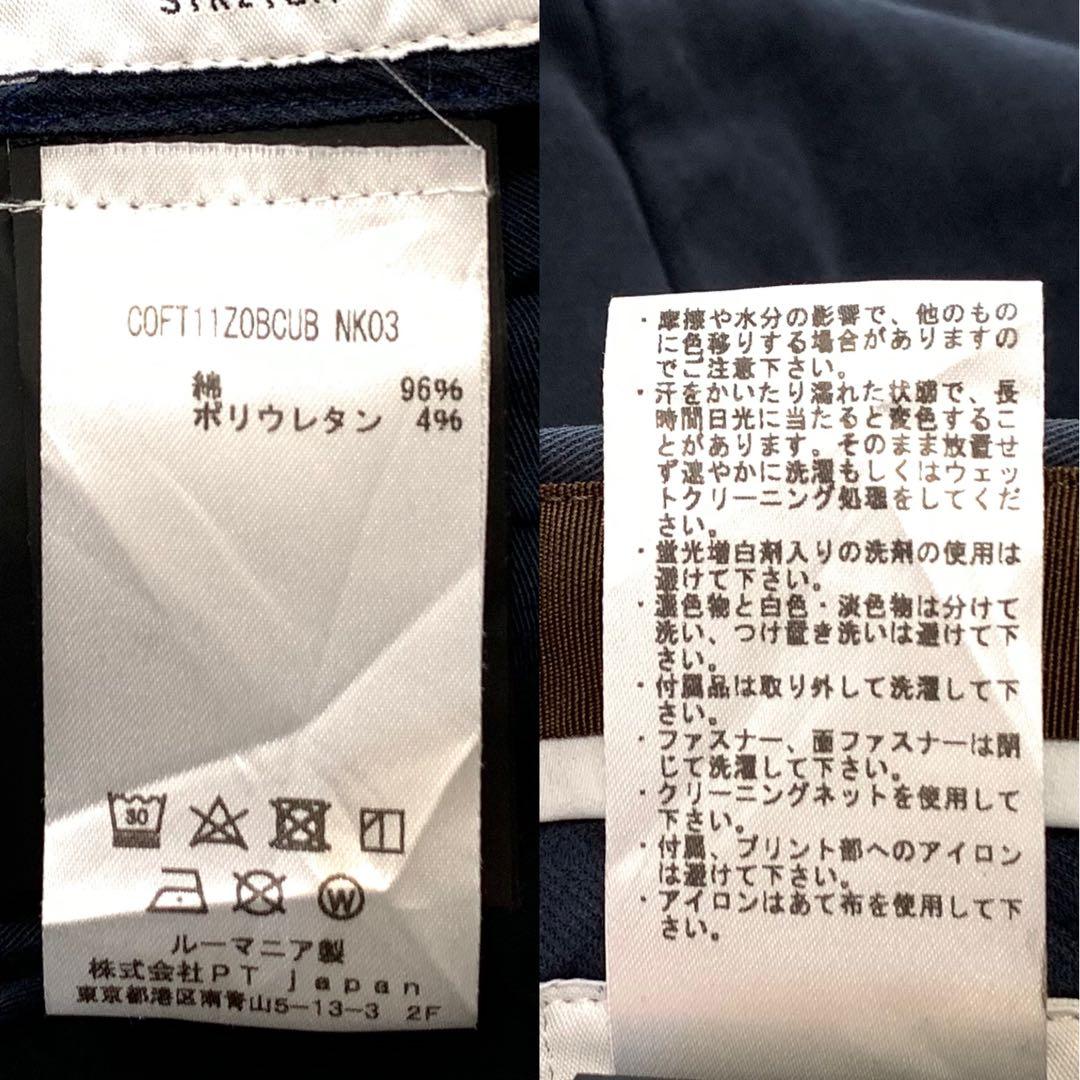 STRETCH
COFT11Z0BCUB NK03
綿 96%
ポリウレタン 4%
30
W
ルーマニア製
株式会社PT japan
東京都港区南青山5-13-3 2F
・摩擦や水分の影響で、他のもの
に色移りする場合がありますの
でご注意下さい。
・汗をかいたり濡れた状態で、長
時間日光に当たると変色するこ
とがあります。そのまま放置せ
ず速やかに洗濯もしくはウェッ
トクリーニング処理をしてくだ
さい。
・蛍光増白剤入りの洗剤の使用は
避けて下さい。
・濃色物と白色・淡色物は分けて
洗い、つけ置き洗いは避けて下
さい。
・付属品は取り外して洗濯して下
さい。
・ファスナー、面ファスナーは閉
じて洗濯して下さい。
・クリーニングネットを使用して
下さい。
・付属、プリント部へのアイロン
は避けて下さい。
・アイロンはあて布を使用して下
さい。